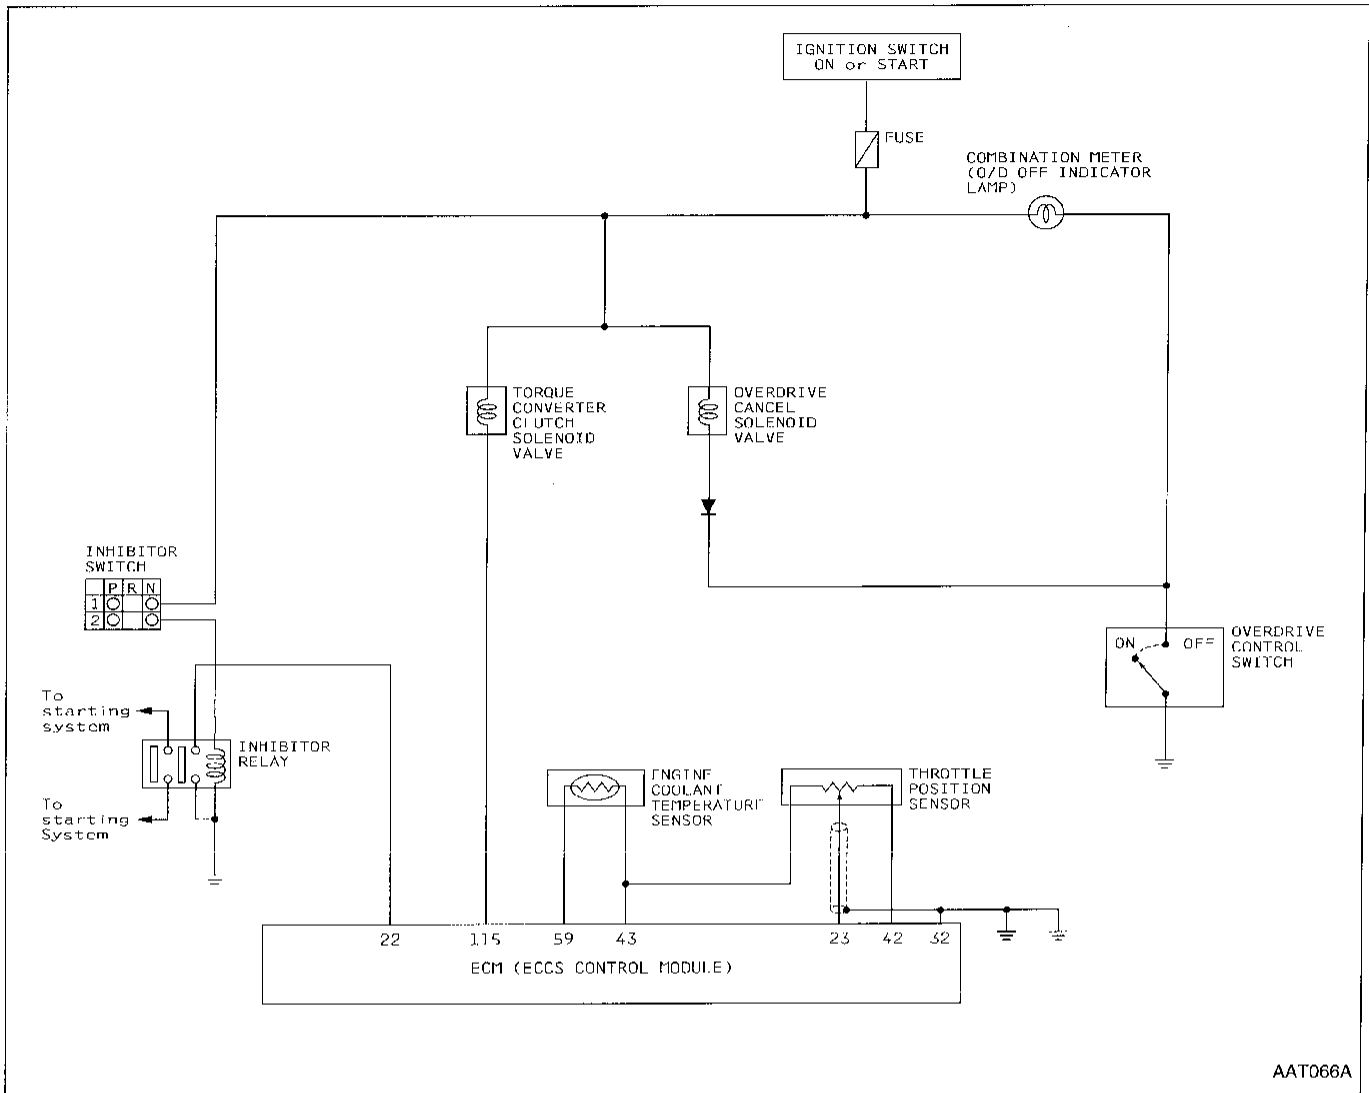 IGNITION SWITCH
ON or START
FUSE
COMBINATION METER
(O/D OFF INDICATOR
LAMP)
TORQUE
CONVERTER
CLUTCH
SOLENOID
VALVE
OVERDRIVE
CANCEL
SOLENOID
VALVE
INHIBITOR
SWITCH
P R N
1
2
ON OFF
OVERDRIVE
CONTROL
SWITCH
To
starting
system
INHIBITOR
RELAY
To
starting
System
ENGINE
COOLANT
TEMPERATURE
SENSOR
THROTTLE
POSITION
SENSOR
22 115 59 43 23 42 32
ECM (ECCS CONTROL MODULE)
AAT066A